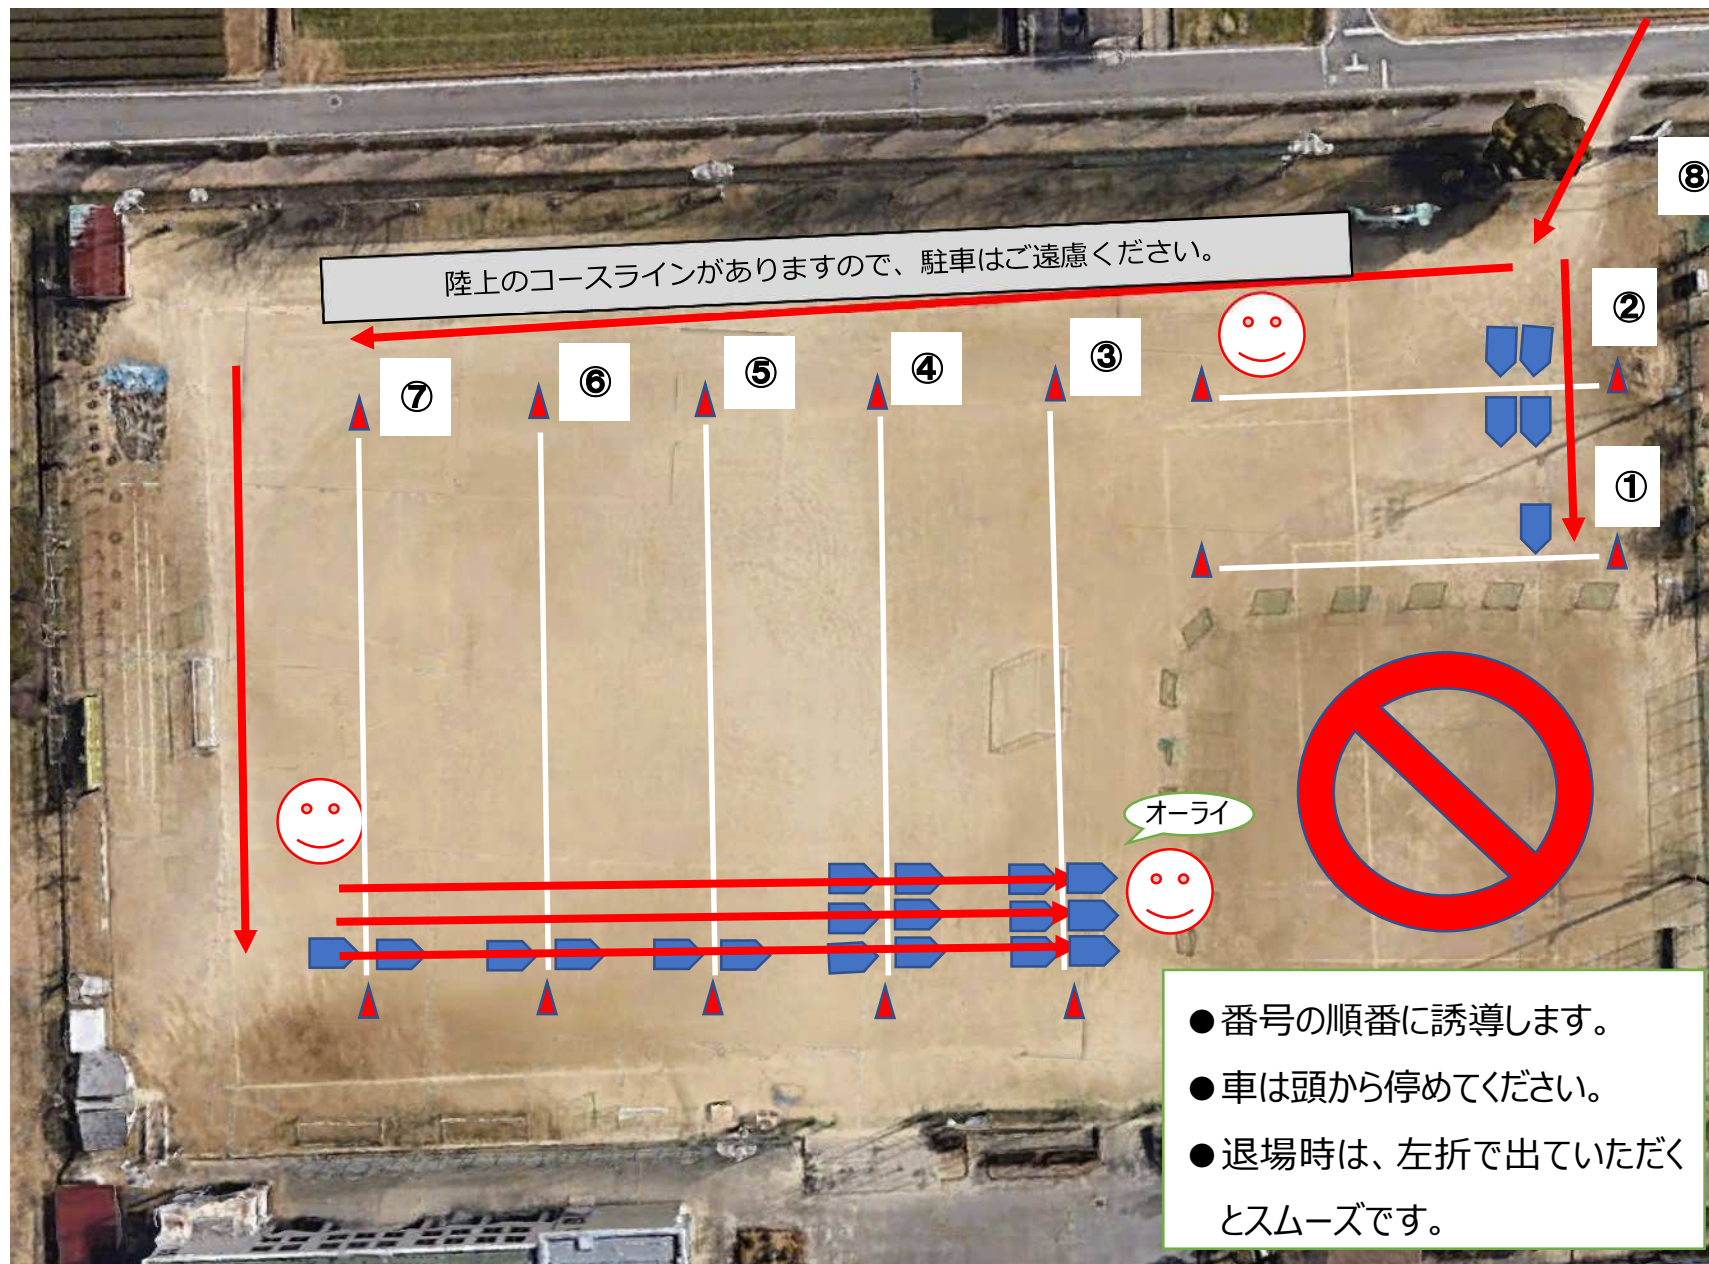 ⑧
陸上のコースラインがありますので、駐車はご遠慮ください。
②
③
④
⑤
⑥
⑦
①
オーライ
●番号の順番に誘導します。
●車は頭から停めてください。
●退場時は、左折で出ていただく
とスムーズです。